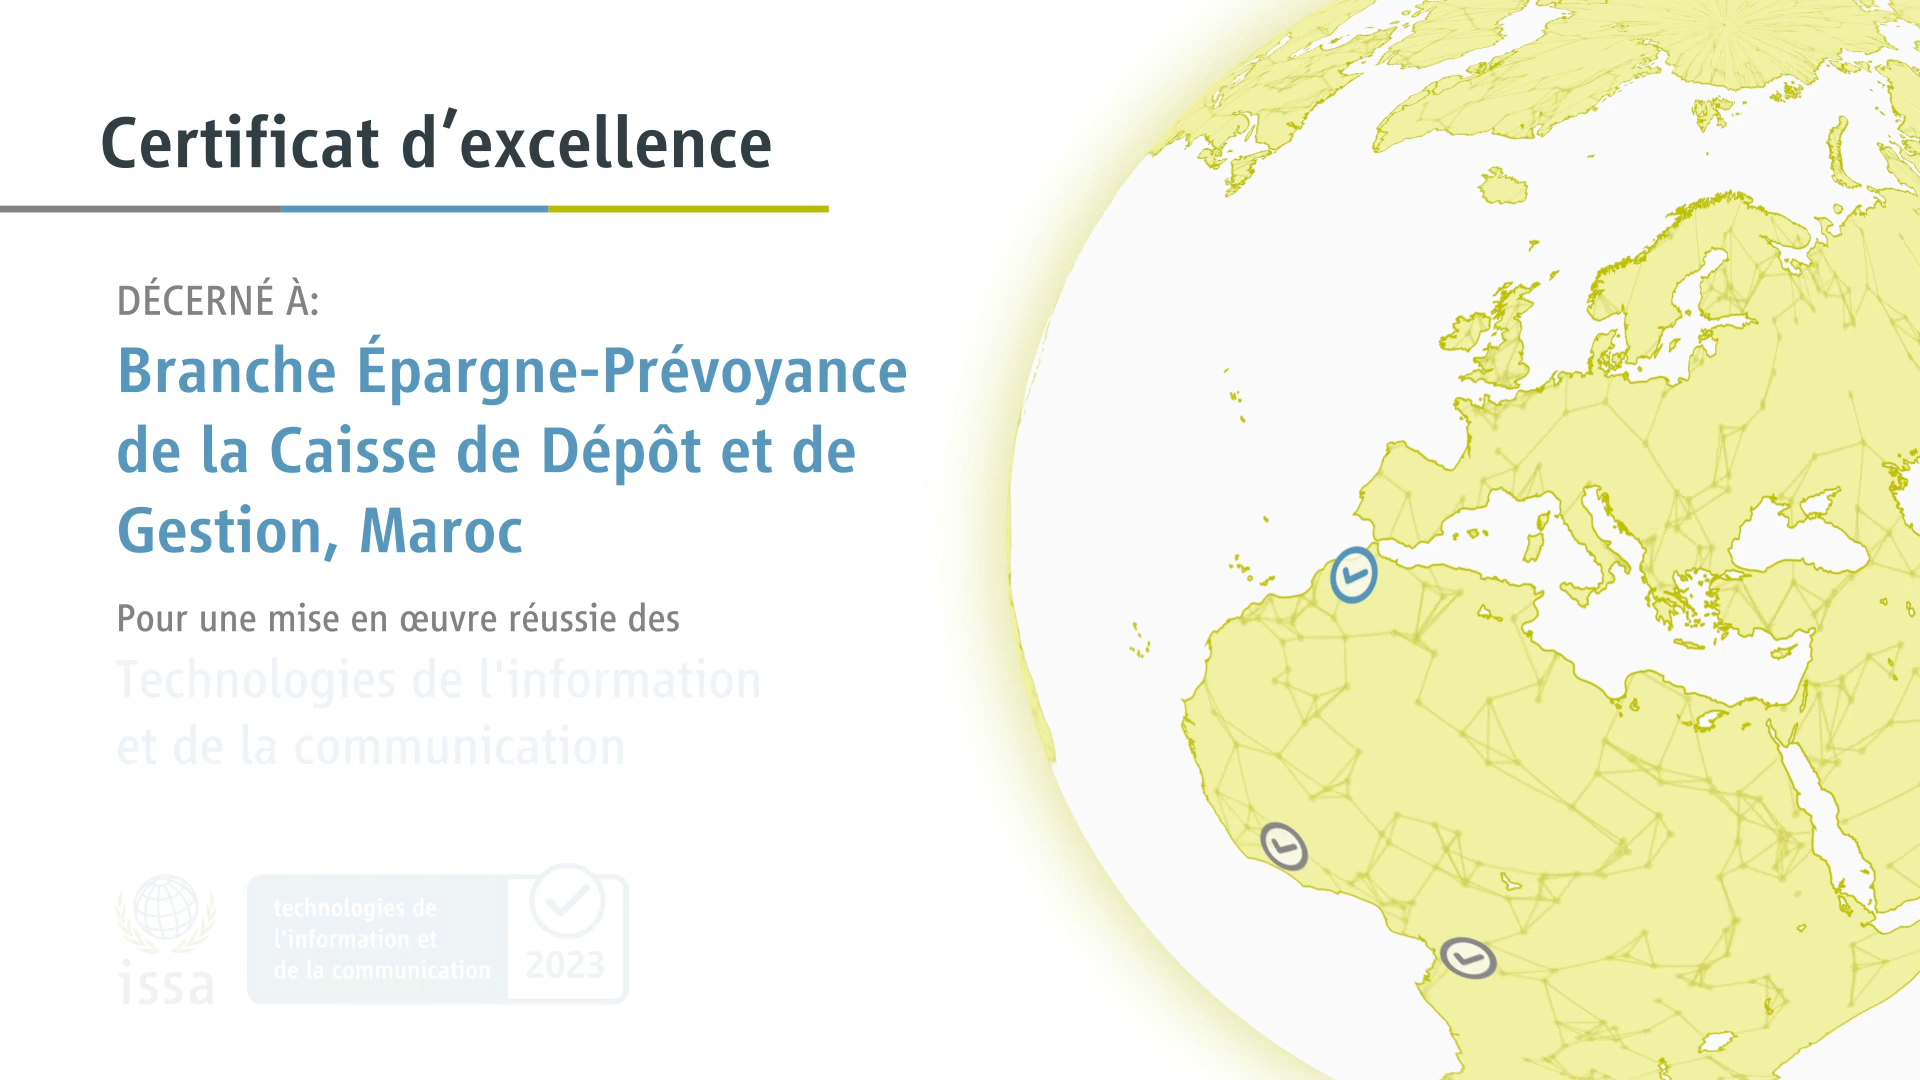 Certificat d’excellence
DÉCERNÉ À:
Branche Épargne-Prévoyance
de la Caisse de Dépôt et de
Gestion, Maroc
Pour une mise en œuvre réussie des
Technologies de l'information
et de la communication
issa
technologies de
l'information et
de la communication
2023